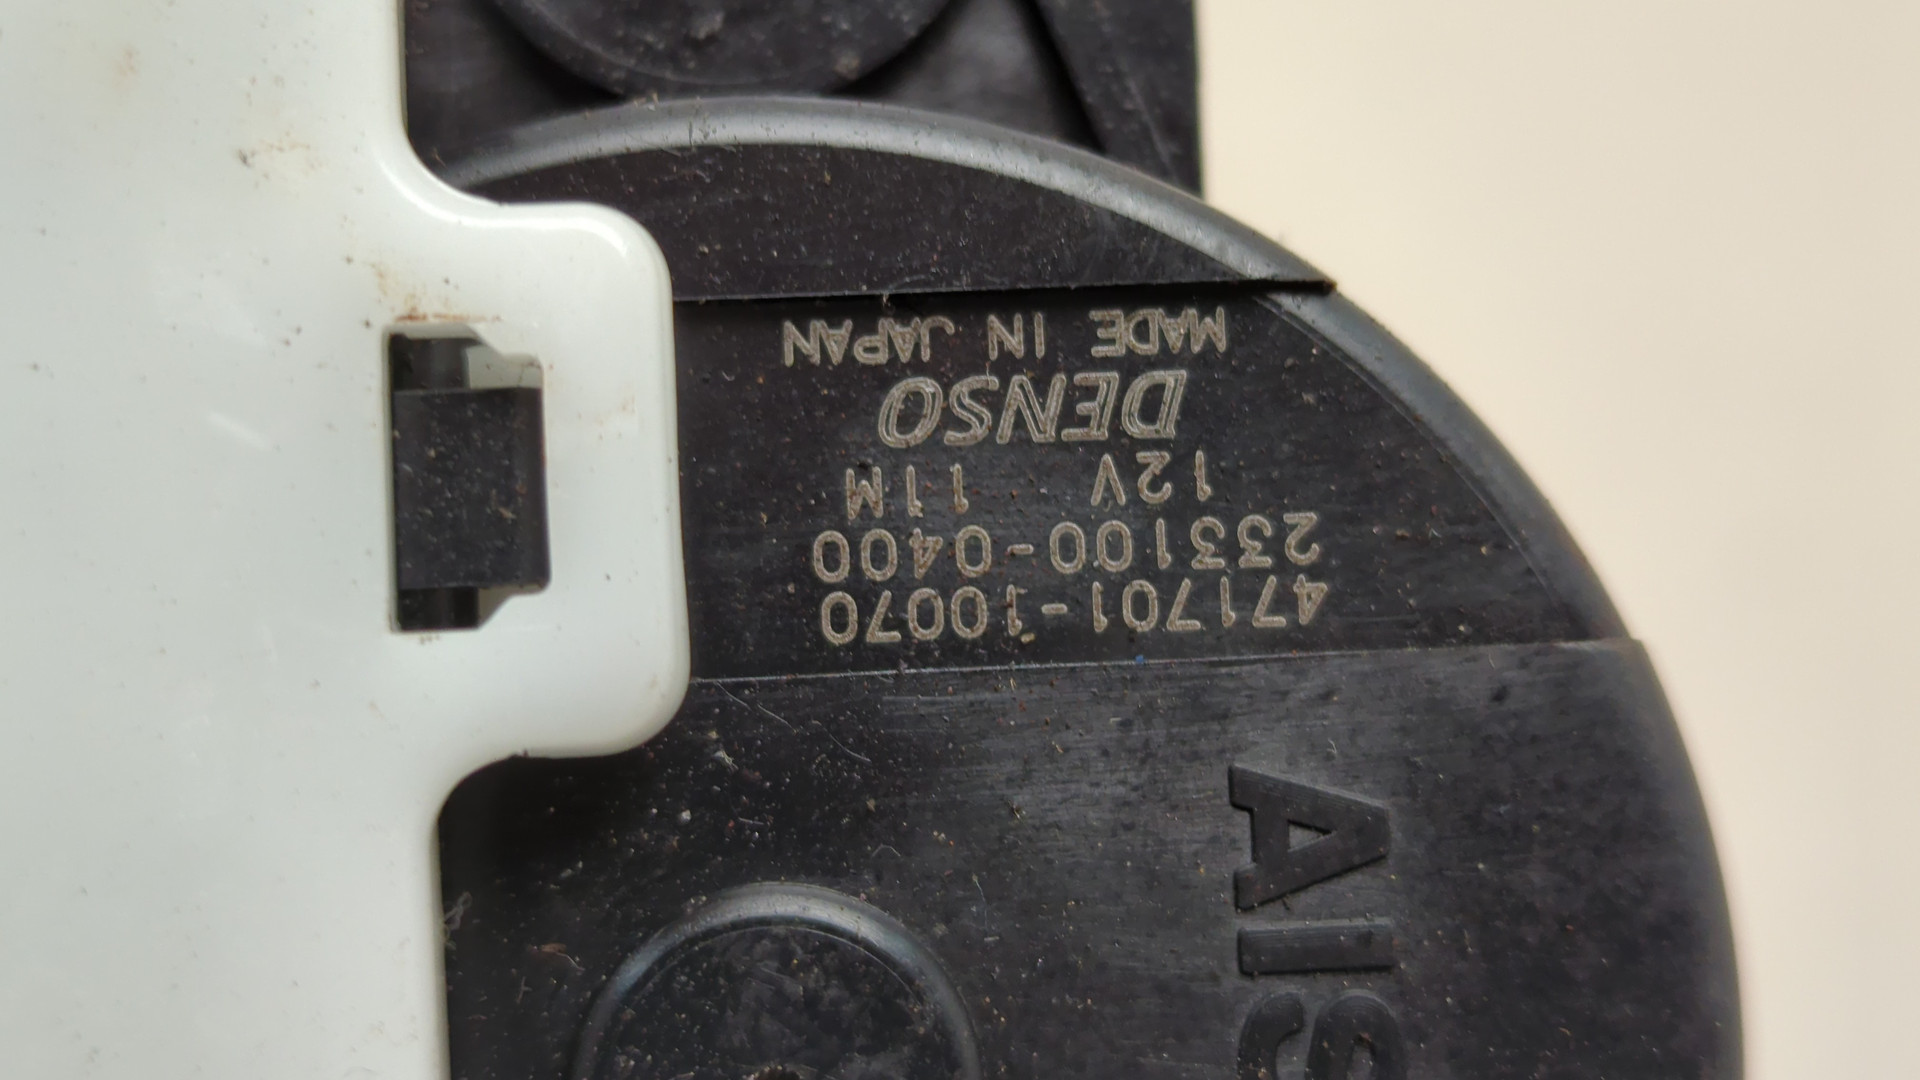 471701-10070
233100-0400
12V 11M
DENSO
MADE IN JAPAN
AIS